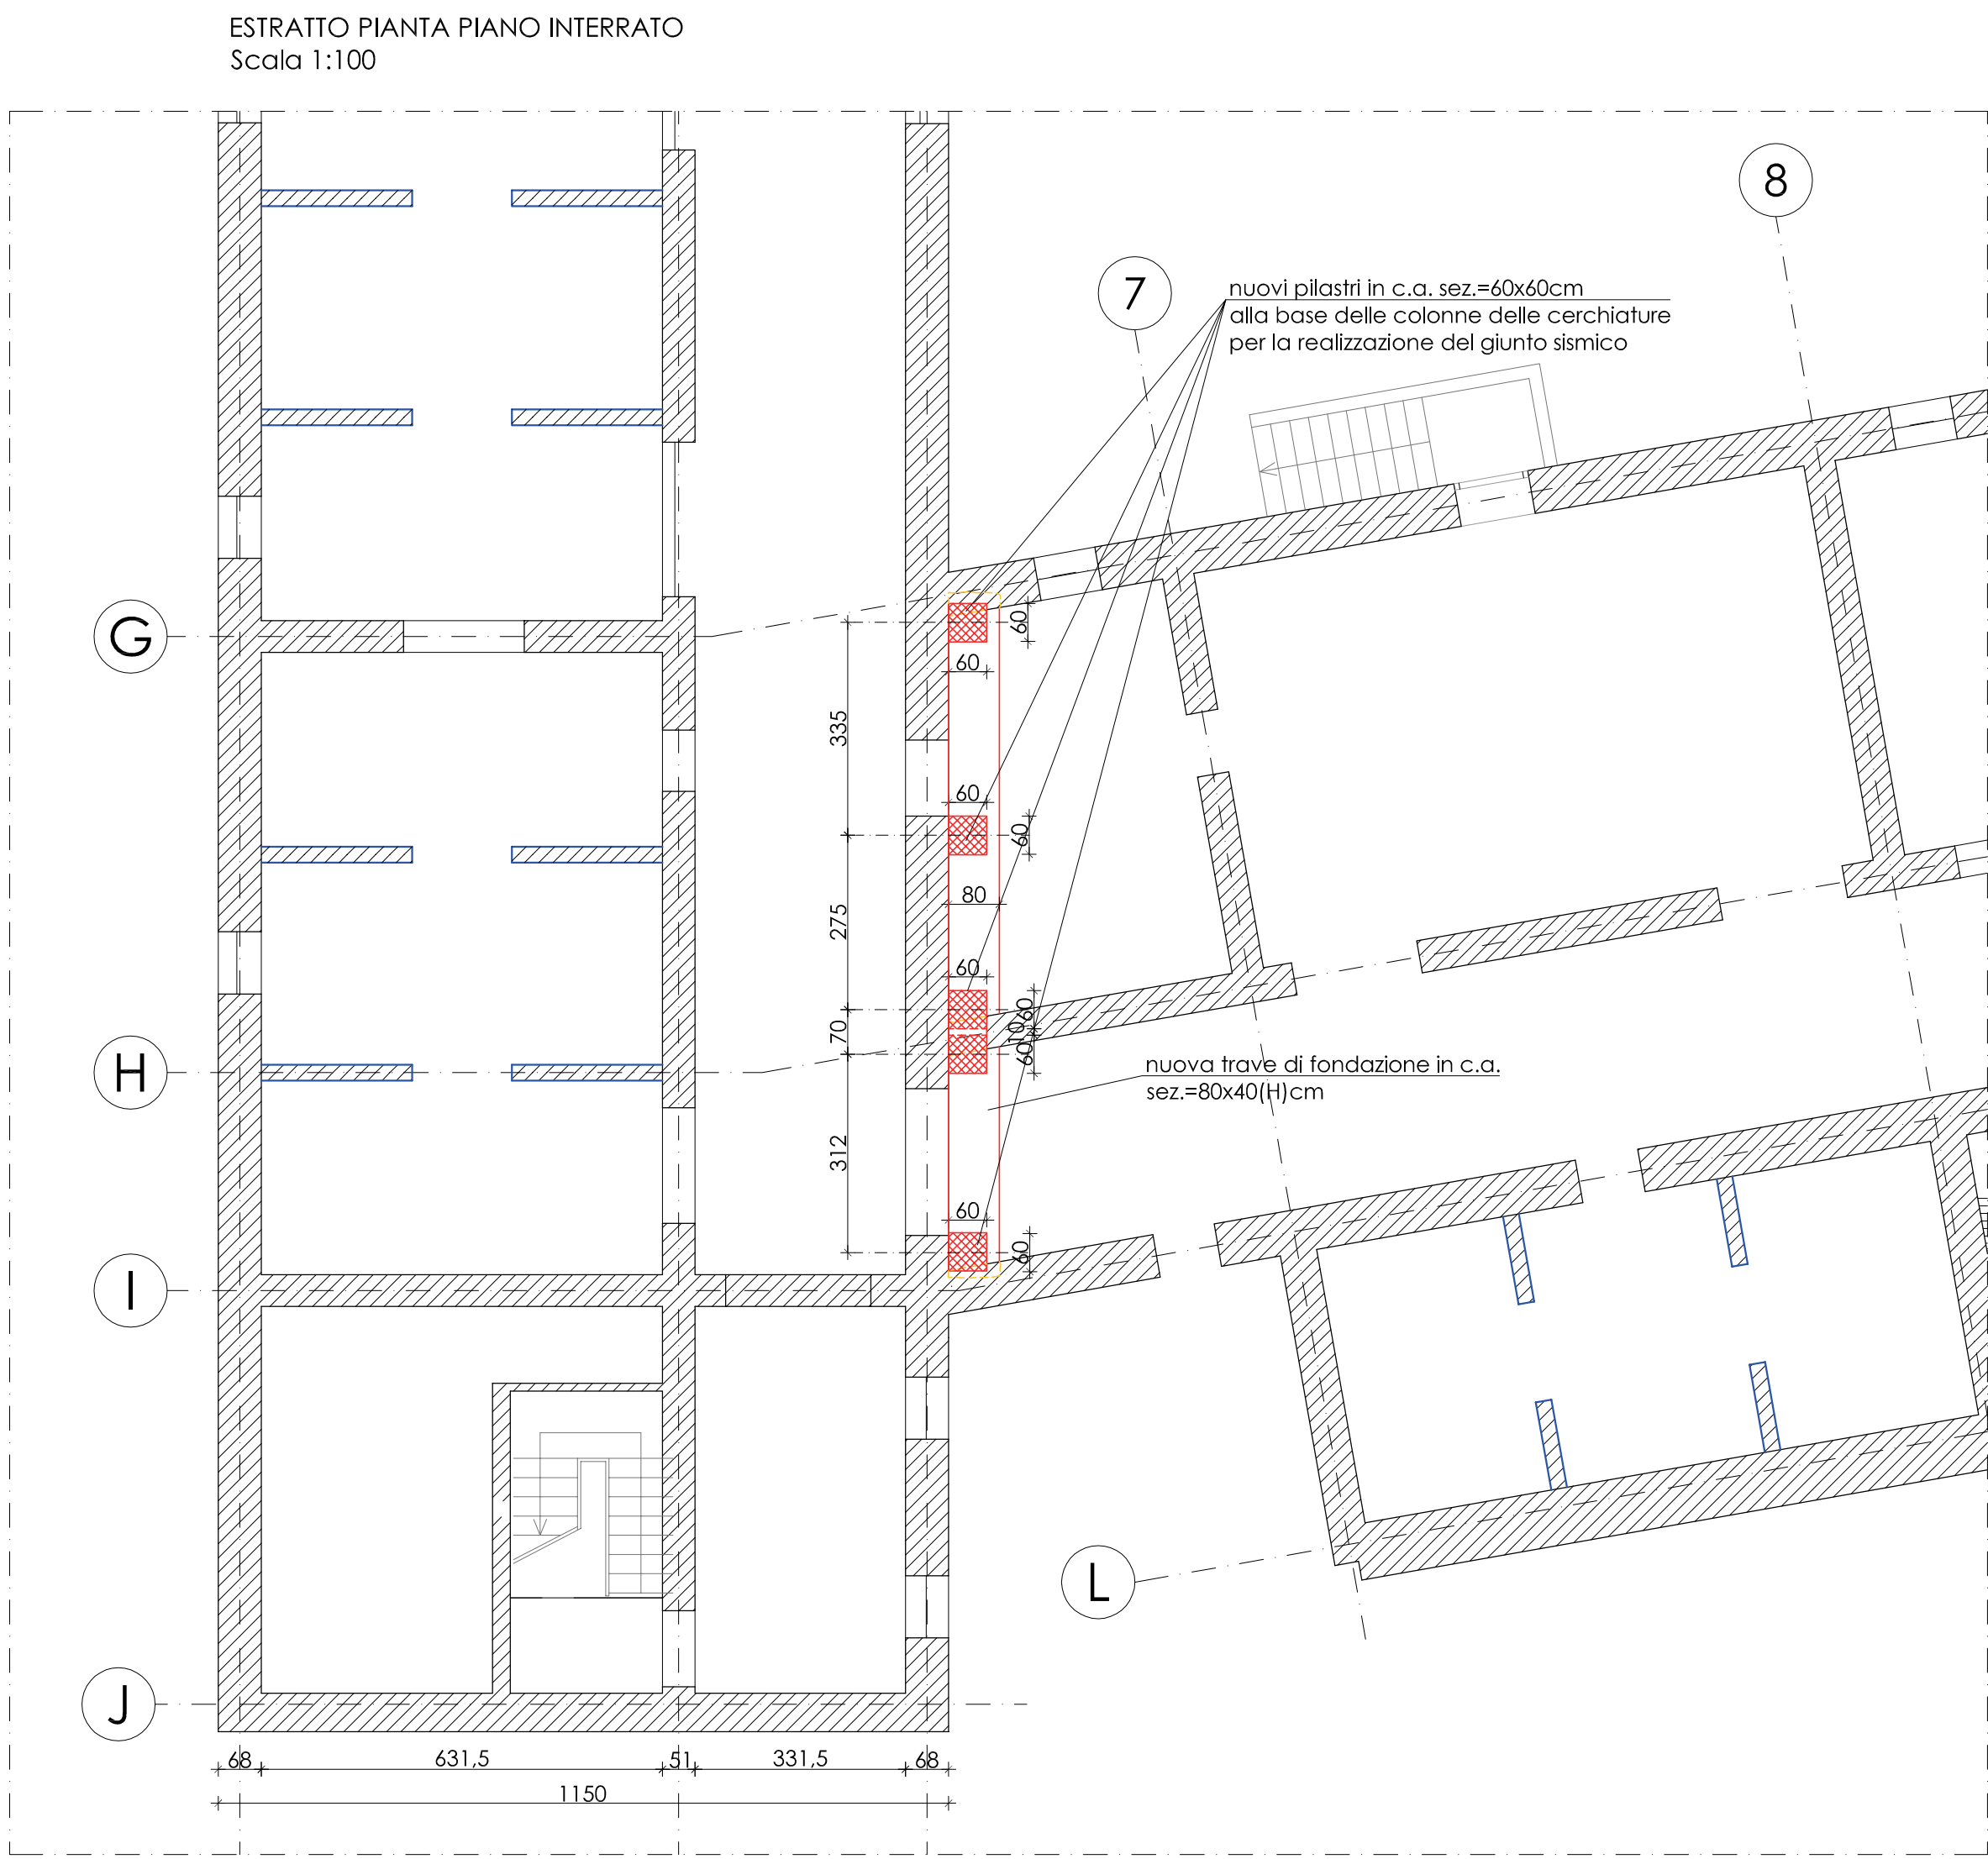 ESTRATTO PIANTA PIANO INTERRATO
Scala 1:100
8
7
nuovi pilastri in c.a. sez.=60x60cm
alla base delle colonne delle cerchiature
per la realizzazione del giunto sismico
G
60
60
335
60
60
80
275
60
60
10
70
60
H
nuova trave di fondazione in c.a.
sez.=80x40(H)cm
312
60
60
I
L
J
68
631,5
51
331,5
68
1150